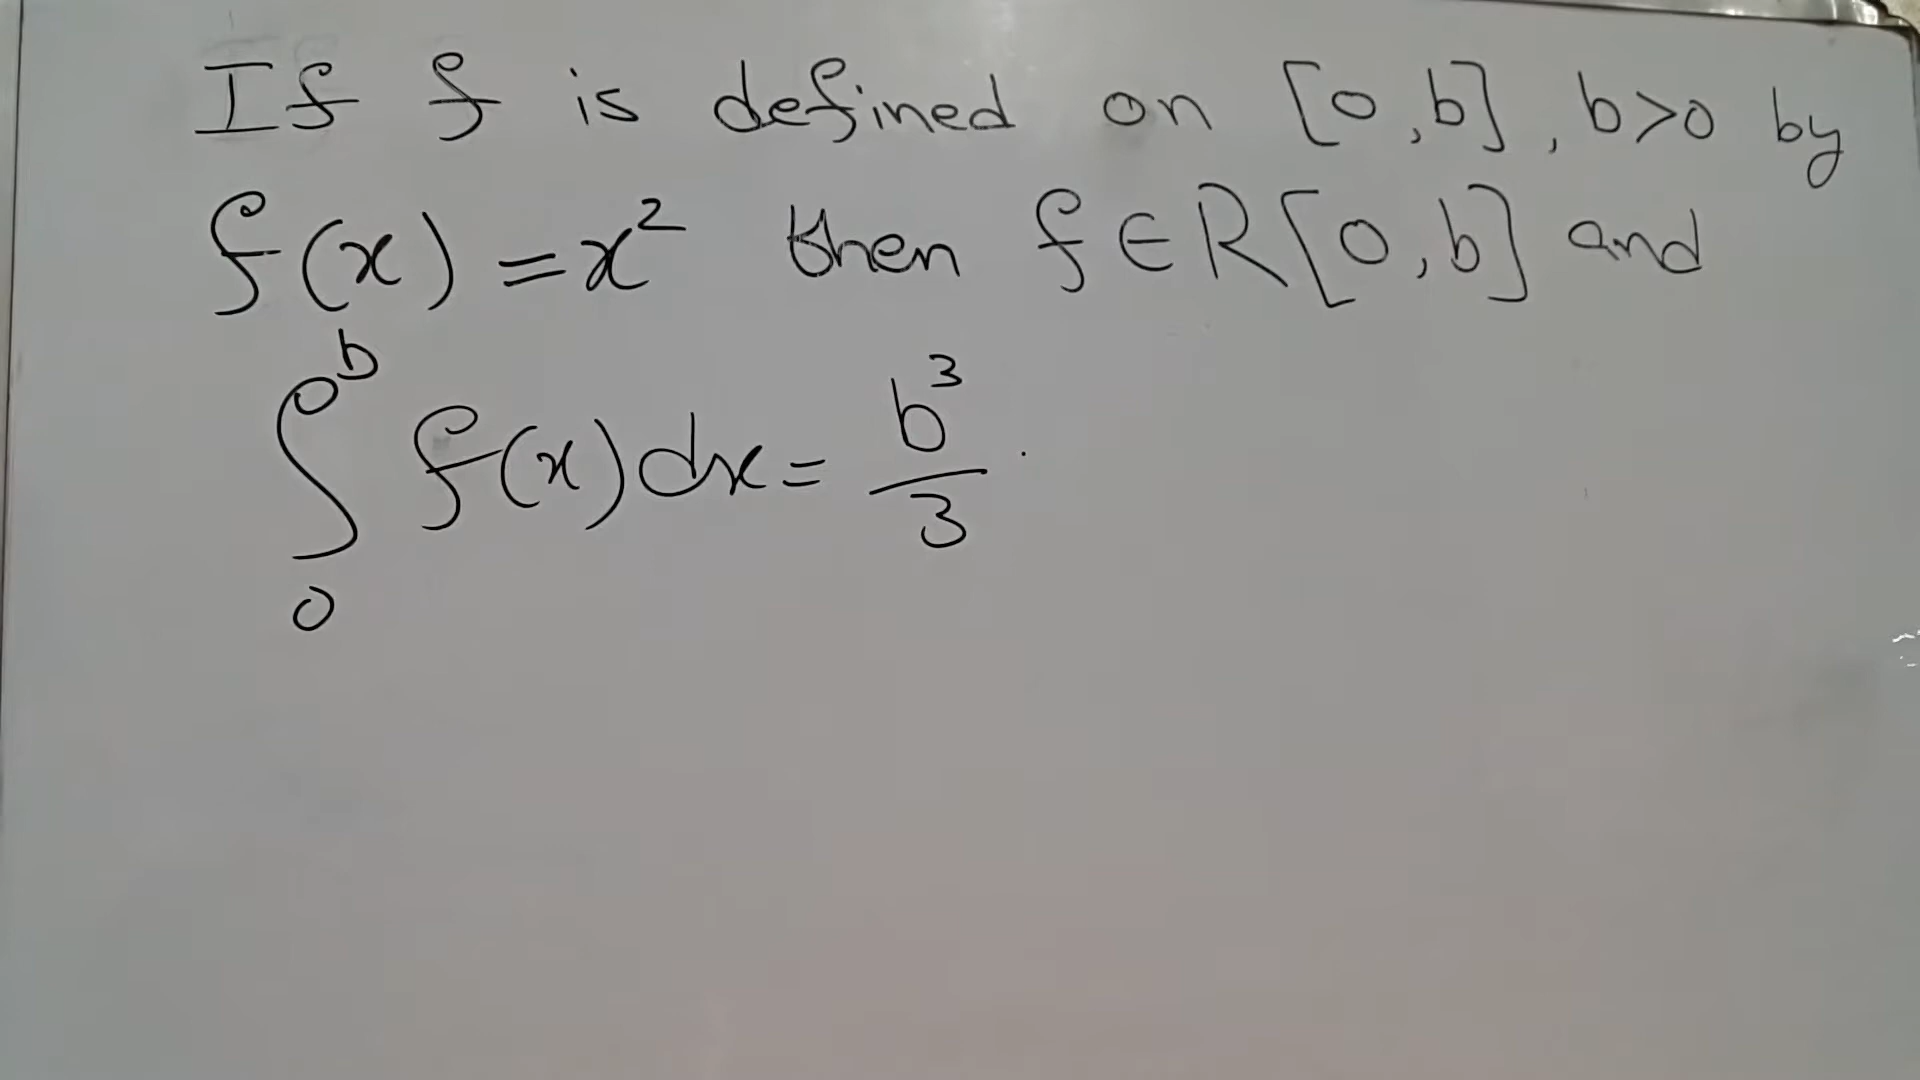 If f is defined on [0,b], b>0 by
f(x) = x² then f∈R[0,b] and
∫₀ᵇ f(x)dx = b³/3.